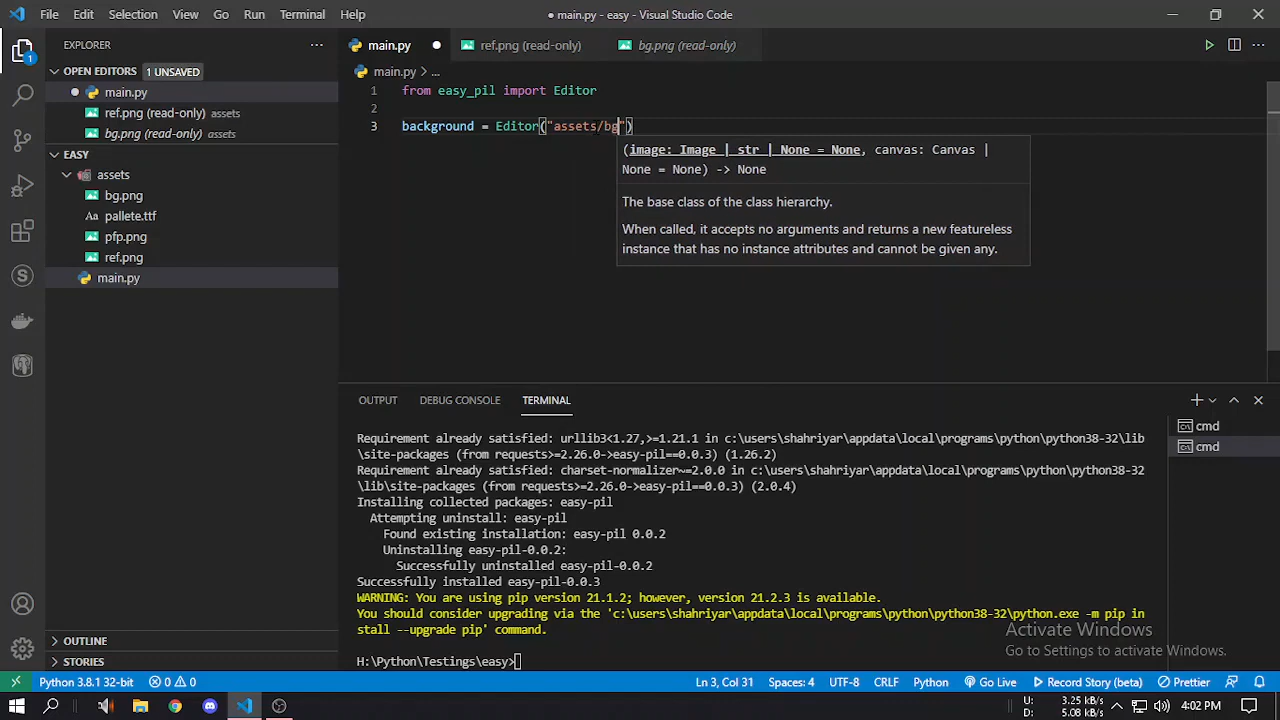 File Edit Selection View Go Run Terminal Help
● main.py - easy - Visual Studio Code
EXPLORER
main.py
ref.png (read-only)
bg.png (read-only)
1
OPEN EDITORS 1 UNSAVED
main.py > ...
main.py
ref.png (read-only) assets
bg.png (read-only) assets
EASY
assets
bg.png
Aa pallete.ttf
pfp.png
ref.png
main.py
1 from easy_pil import Editor
2
3 background = Editor("assets/bg")
(image: Image | str | None = None, canvas: Canvas |
None = None) -> None
The base class of the class hierarchy.
When called, it accepts no arguments and returns a new featureless
instance that has no instance attributes and cannot be given any.
OUTPUT DEBUG CONSOLE TERMINAL
cmd
cmd
Requirement already satisfied: urllib3<1.27,>=1.21.1 in c:\users\shahriyar\appdata\local\programs\python\python38-32\lib
\site-packages (from requests>=2.26.0->easy-pil==0.0.3) (1.26.2)
Requirement already satisfied: charset-normalizer~=2.0.0 in c:\users\shahriyar\appdata\local\programs\python\python38-32
\lib\site-packages (from requests>=2.26.0->easy-pil==0.0.3) (2.0.4)
Installing collected packages: easy-pil
Attempting uninstall: easy-pil
Found existing installation: easy-pil 0.0.2
Uninstalling easy-pil-0.0.2:
Successfully uninstalled easy-pil-0.0.2
Successfully installed easy-pil-0.0.3
WARNING: You are using pip version 21.1.2; however, version 21.2.3 is available.
You should consider upgrading via the 'c:\users\shahriyar\appdata\local\programs\python\python38-32\python.exe -m pip in
stall --upgrade pip' command.
H:\Python\Testings\easy>
Activate Windows
Go to Settings to activate Windows.
OUTLINE
STORIES
Python 3.8.1 32-bit 0 0 Ln 3, Col 31 Spaces: 4 UTF-8 CRLF Python Go Live Record Story (beta) Prettier
U: 3.25 kB/s
D: 5.08 kB/s
4:02 PM